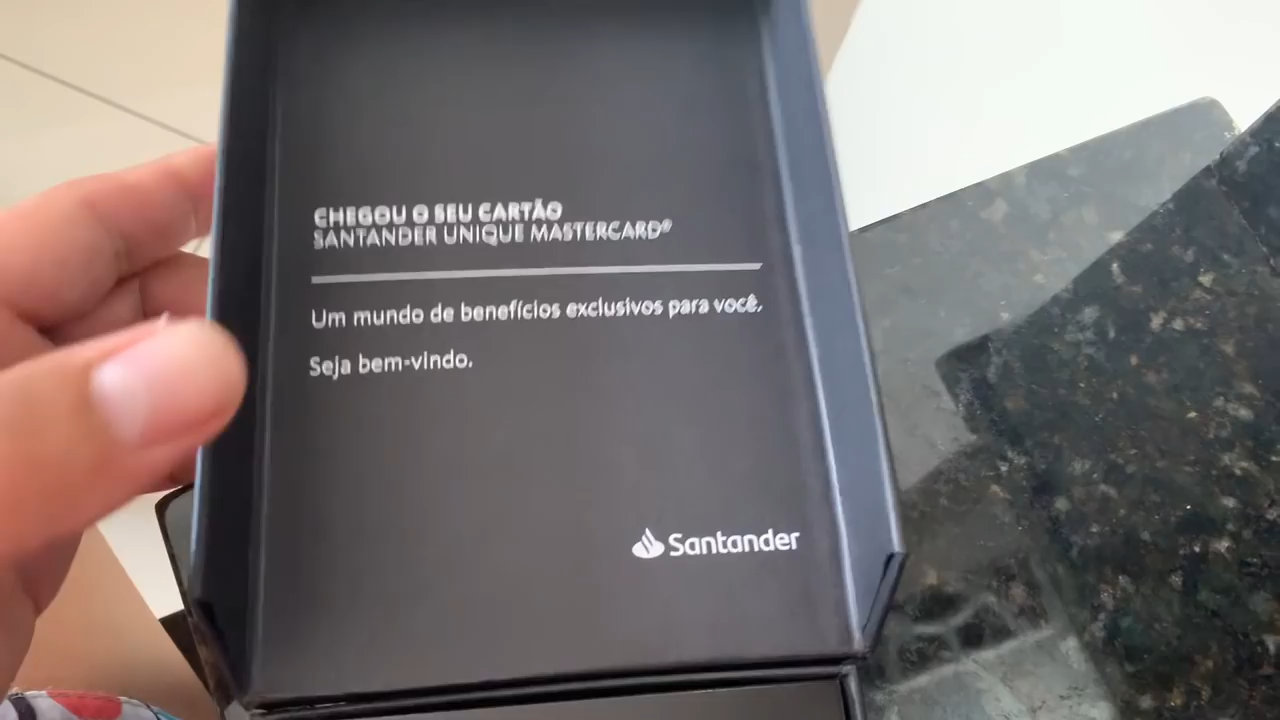 CHEGOU O SEU CARTÃO
SANTANDER UNIQUE MASTERCARD®
Um mundo de benefícios exclusivos para você.
Seja bem-vindo.
Santander